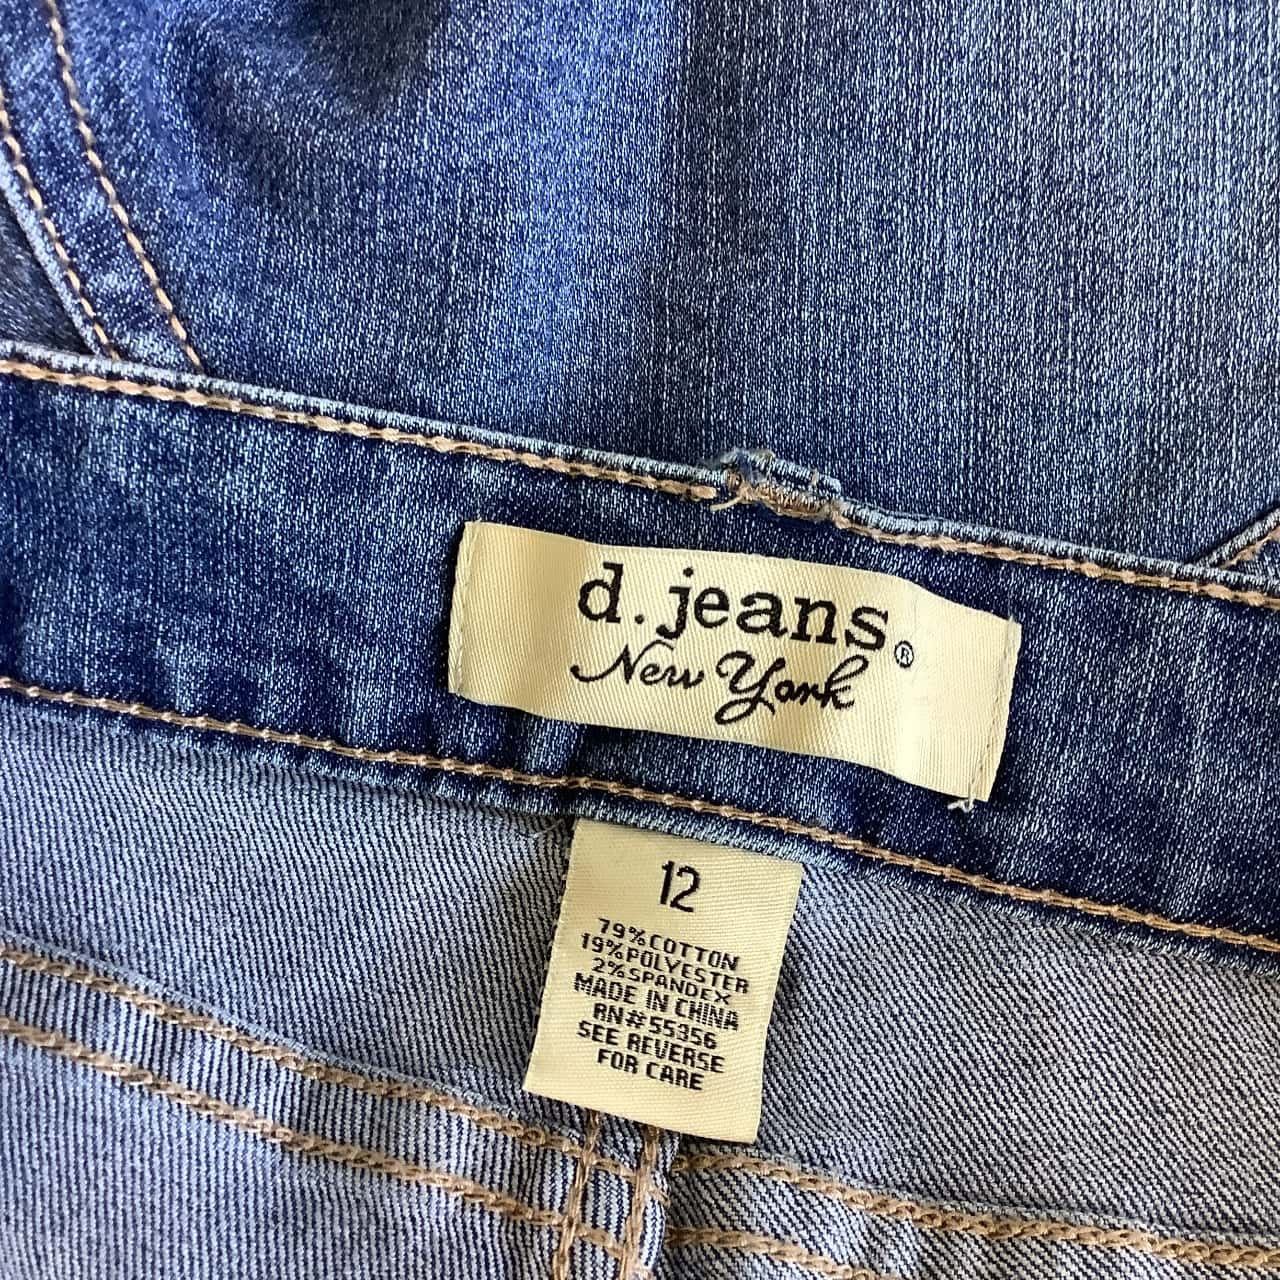 d.jeans.®
New York
12
79%COTTON
19%POLYESTER
2%SPANDEX
MADE IN CHINA
RN#55356
SEE REVERSE
FOR CARE